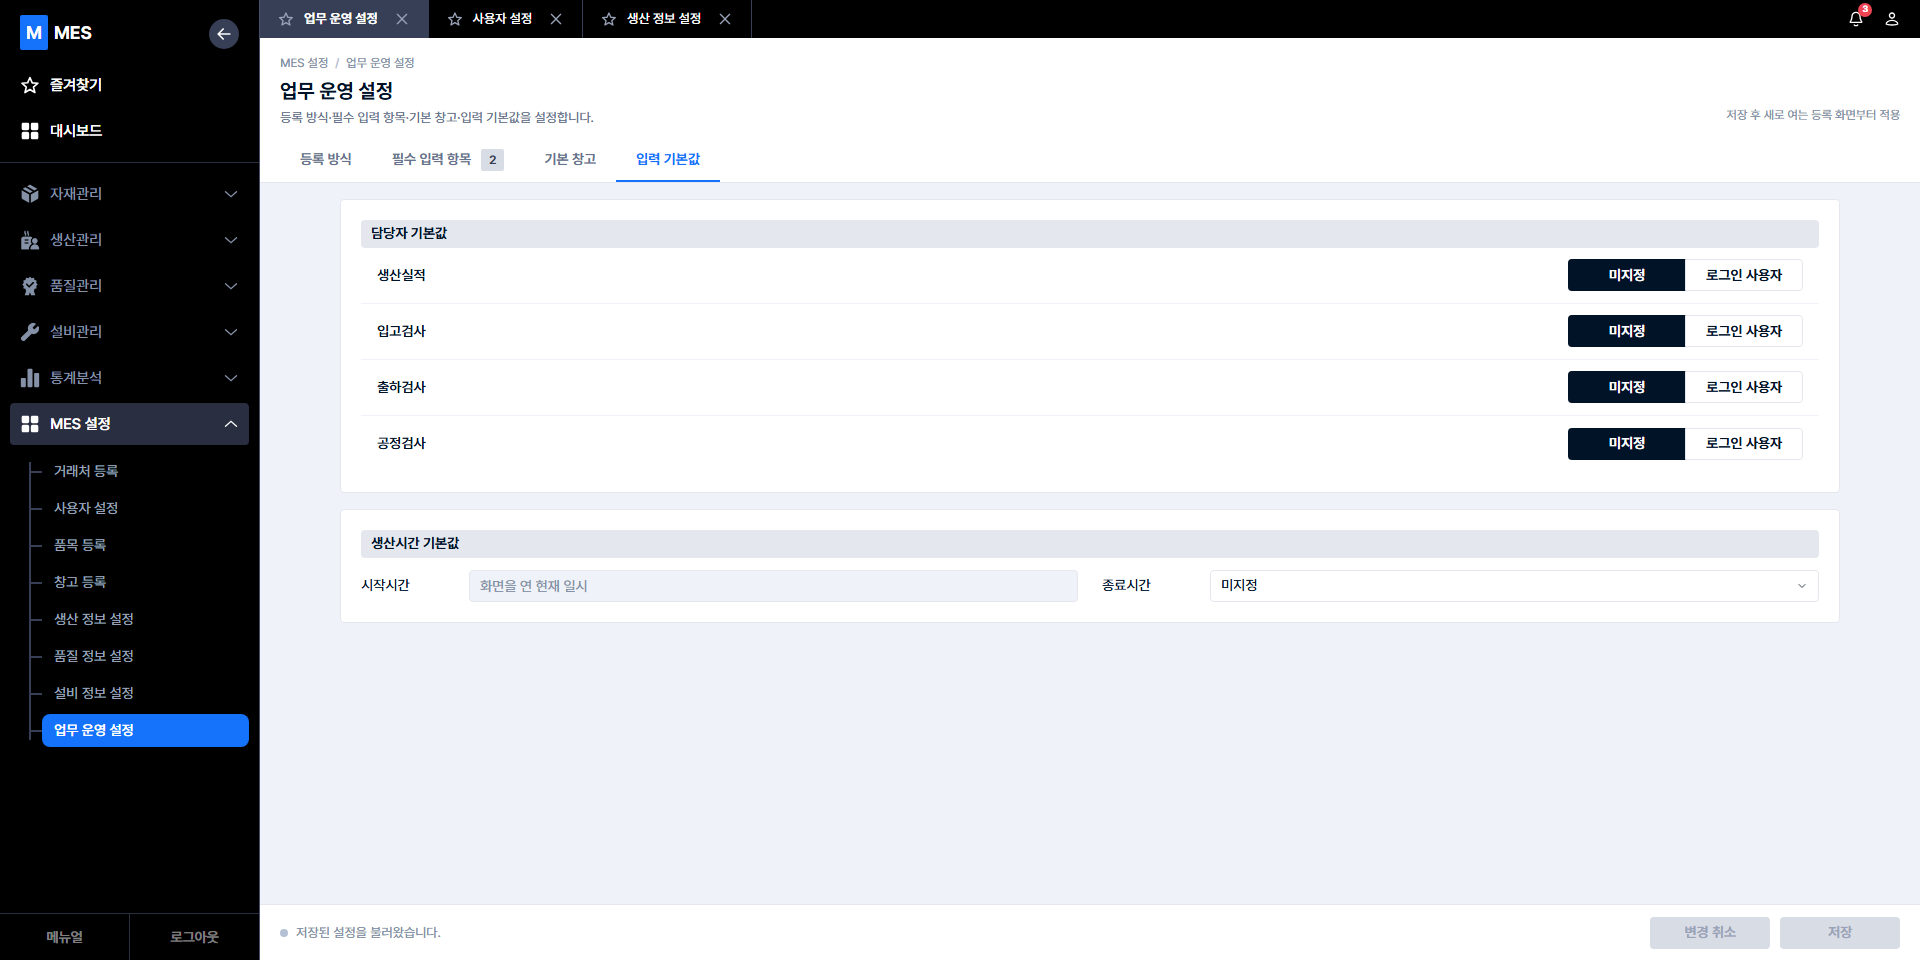 M MES
즐겨찾기
대시보드
자재관리
생산관리
품질관리
설비관리
통계분석
MES 설정
거래처 등록
사용자 설정
품목 등록
창고 등록
생산 정보 설정
품질 정보 설정
설비 정보 설정
업무 운영 설정
메뉴얼
로그아웃
업무 운영 설정
사용자 설정
생산 정보 설정
3
MES 설정 / 업무 운영 설정
업무 운영 설정
등록 방식·필수 입력 항목·기본 창고·입력 기본값을 설정합니다.
저장 후 새로 여는 등록 화면부터 적용
등록 방식
필수 입력 항목 2
기본 창고
입력 기본값
담당자 기본값
생산실적 미지정 로그인 사용자
입고검사 미지정 로그인 사용자
출하검사 미지정 로그인 사용자
공정검사 미지정 로그인 사용자
생산시간 기본값
시작시간 화면을 연 현재 일시 종료시간 미지정
저장된 설정을 불러왔습니다.
변경 취소
저장